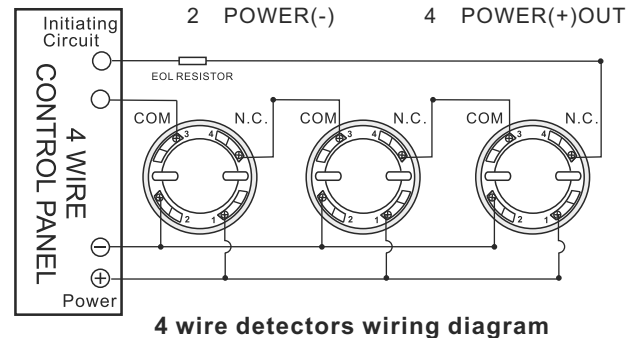 2 POWER(-) 4 POWER(+)OUT
Initiating
Circuit
EOL RESISTOR
COM N.C. COM N.C. COM N.C.
3 4 3 4 3 4
2 1 2 1 2 1
4 WIRE
CONTROL PANEL
−
+
Power
4 wire detectors wiring diagram